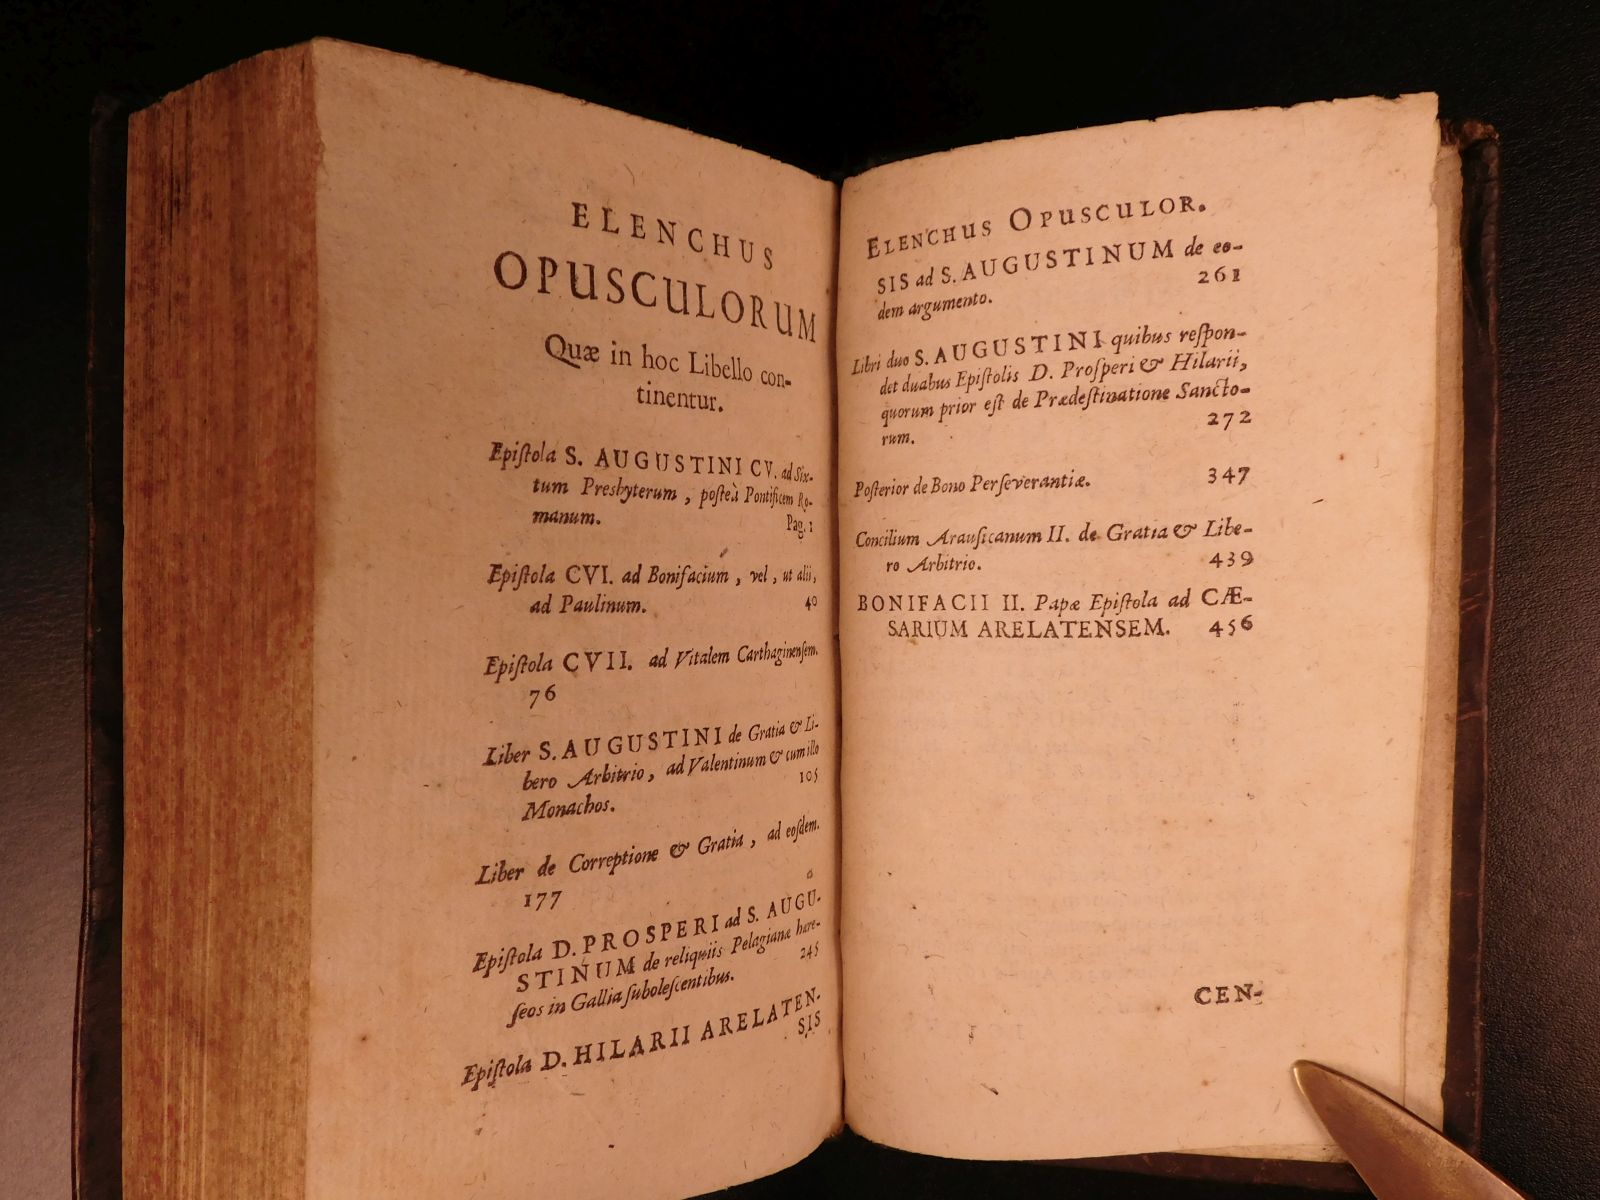 ELENCHUS
OPUSCULORUM
Quæ in hoc Libello con-
tinentur.
Epiſtola S. AUGUSTINI CV. ad Six-
tum Presbyterum, poſteà Pontificem Ro-
manum. Pag. 1
Epiſtola CVI. ad Bonifacium, vel, ut alii,
ad Paulinum. 40
Epiſtola CVII. ad Vitalem Carthaginenſem.
76
Liber S. AUGUSTINI de Gratia & Li-
bero Arbitrio, ad Valentinum & cum illo
Monachos. 105
Liber de Correptione & Gratia, ad eoſdem.
177
Epiſtola D. PROSPERI ad S. AUGU-
STINUM de reliquiis Pelagianæ hære-
ſeos in Gallia ſuboleſcentibus. 245
Epiſtola D. HILARII ARELATEN-
SIS
ELENCHUS OPUSCULOR.
SIS ad S. AUGUSTINUM de eo-
dem argumento. 261
Libri duo S. AUGUSTINI quibus reſpon-
det duabus Epiſtolis D. Proſperi & Hilarii,
quorum prior eſt de Prædeſtinatione Sancto-
rum. 272
Poſterior de Bono Perſeverantiæ. 347
Concilium Arauſicanum II. de Gratia & Libe-
ro Arbitrio. 439
BONIFACII II. Papæ Epiſtola ad CÆ-
SARIUM ARELATENSEM. 456
CEN-